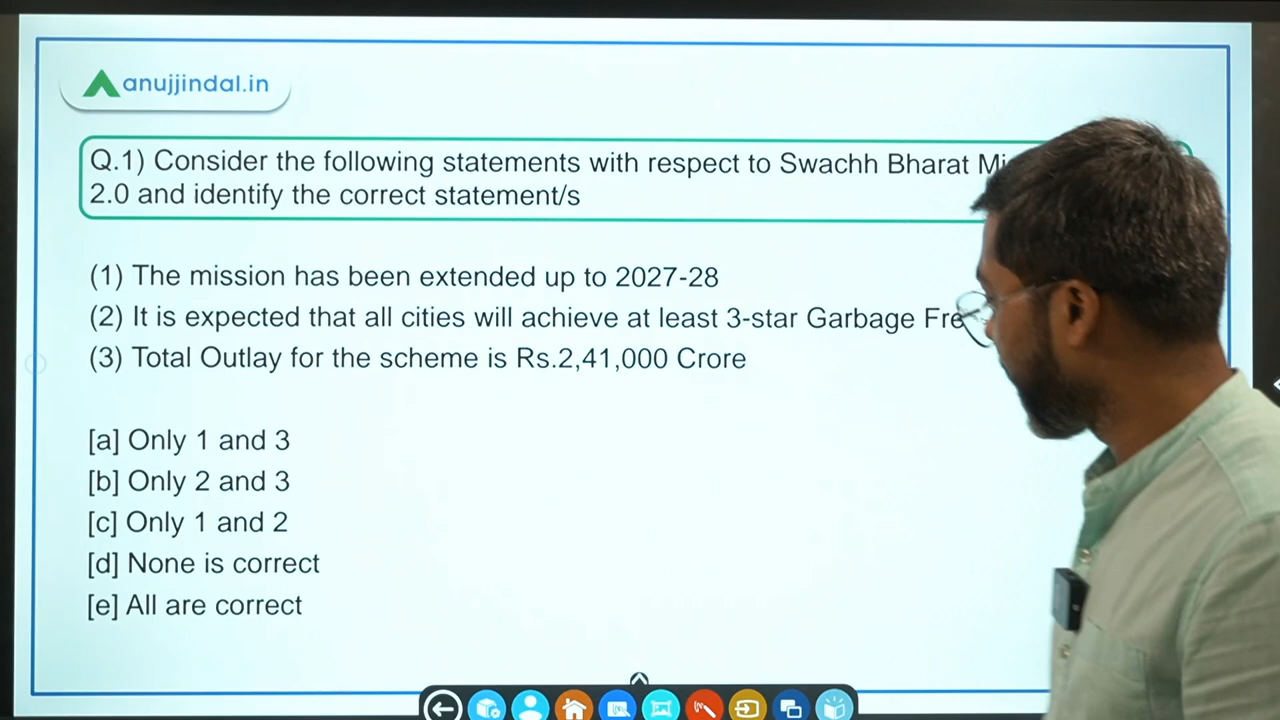 anujjindal.in
Q.1) Consider the following statements with respect to Swachh Bharat
2.0 and identify the correct statement/s
(1) The mission has been extended up to 2027-28
(2) It is expected that all cities will achieve at least 3-star Garbage
(3) Total Outlay for the scheme is Rs.2,41,000 Crore
[a] Only 1 and 3
[b] Only 2 and 3
[c] Only 1 and 2
[d] None is correct
[e] All are correct